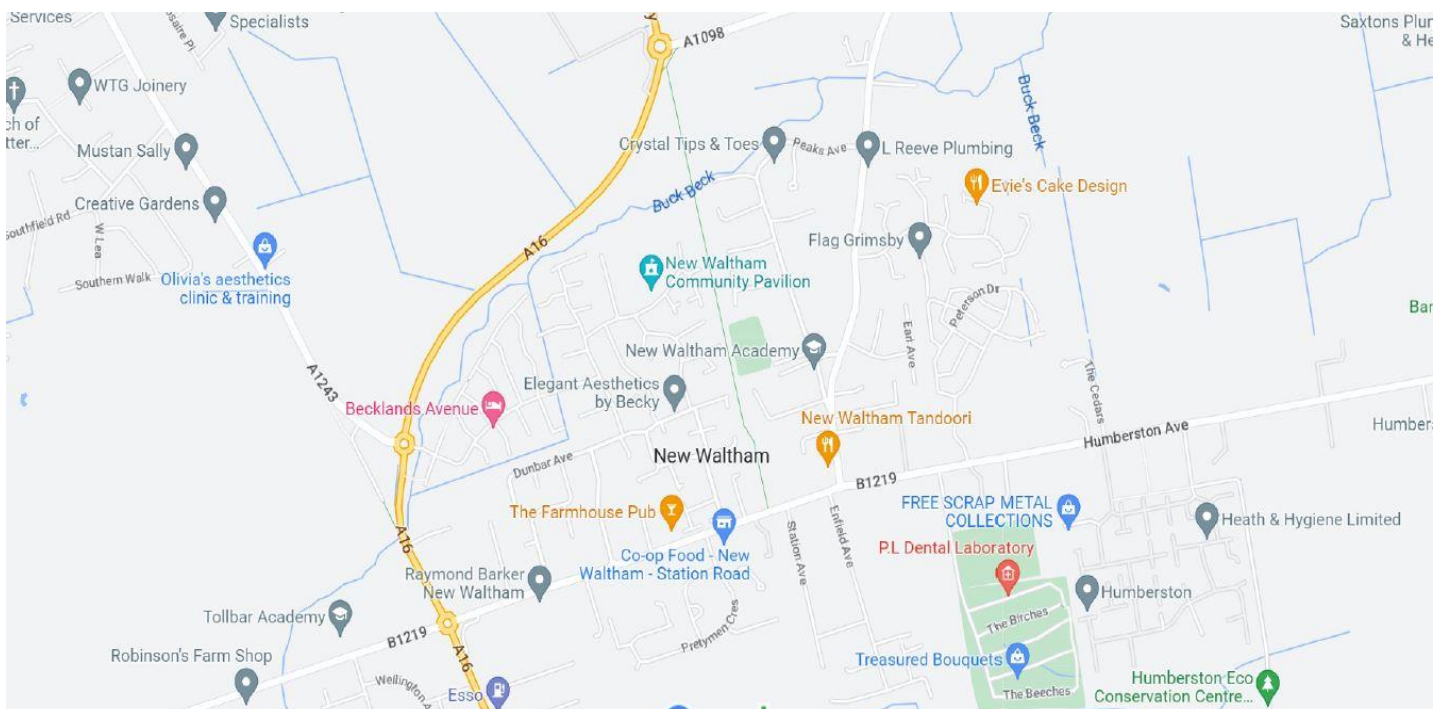 Services
Specialists
osaire Pl
y
A1098
Saxtons Plur
& He
WTG Joinery
ch of
tter...
Mustan Sally
Creative Gardens
Southfield Rd
W Lea
Southern Walk
Olivia's aesthetics
clinic & training
A16
Buck Beck
Crystal Tips & Toes
Peaks Ave
L Reeve Plumbing
Buck Beck
Evie's Cake Design
Flag Grimsby
New Waltham
Community Pavilion
Peterson Dr
Earl Ave
Bar
New Waltham Academy
A1243
Elegant Aesthetics
by Becky
Becklands Avenue
The Cedars
New Waltham Tandoori
Humberston Ave
Humbers
Dunbar Ave
New Waltham
B1219
The Farmhouse Pub
FREE SCRAP METAL
COLLECTIONS
Heath & Hygiene Limited
A16
Station Ave
Enfield Ave
Co-op Food - New
Waltham - Station Road
P.L Dental Laboratory
Raymond Barker
New Waltham
Humberston
Tollbar Academy
B1219
Pretymen Cres
The Birches
A16
Robinson's Farm Shop
Wellington A
Esso
Treasured Bouquets
The Beeches
Humberston Eco
Conservation Centre...